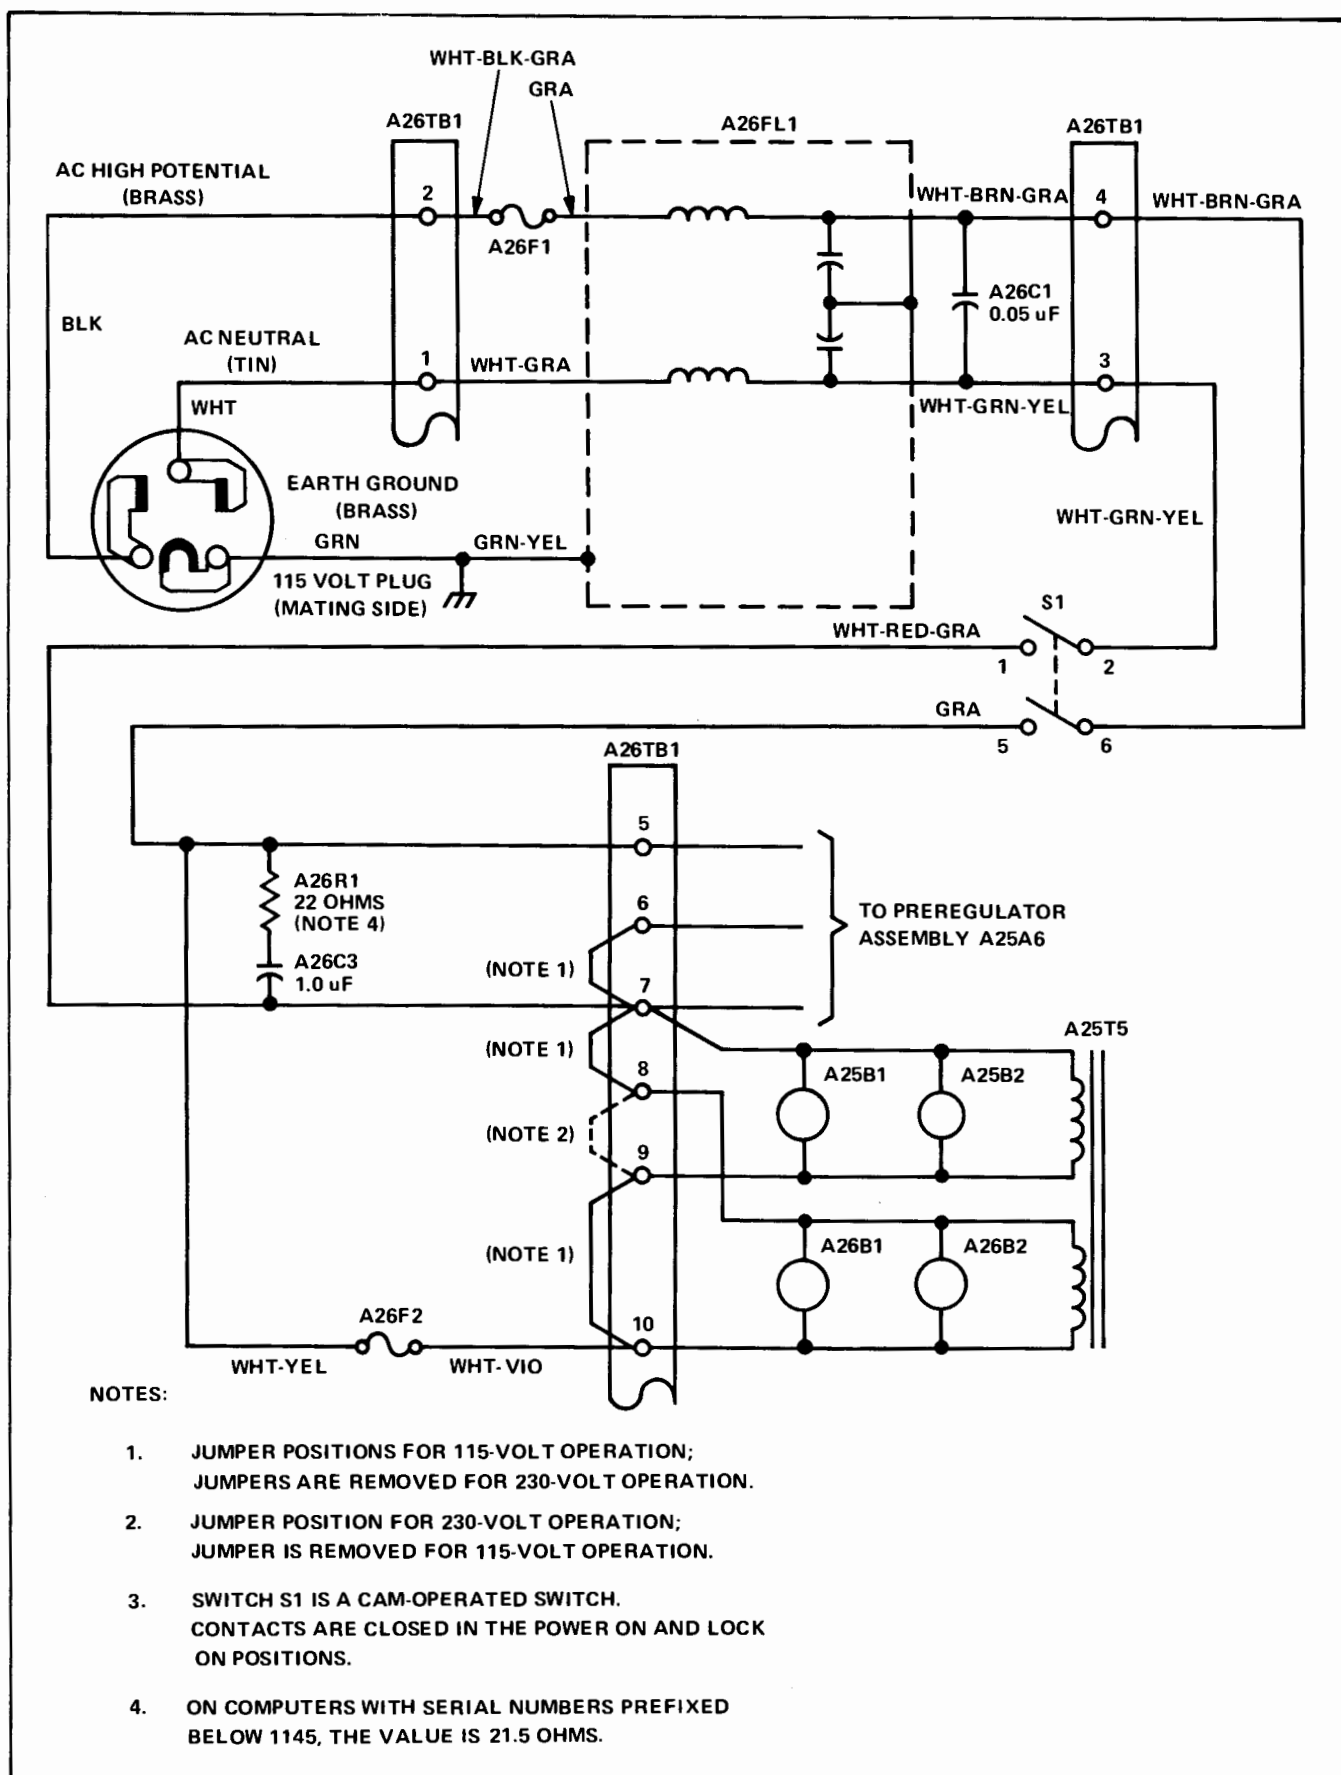 WHT-BLK-GRA
GRA
A26TB1
A26FL1
A26TB1
AC HIGH POTENTIAL
(BRASS)
2
WHT-BRN-GRA
4
WHT-BRN-GRA
A26F1
BLK
A26C1
0.05 uF
AC NEUTRAL
(TIN)
1
WHT-GRA
3
WHT
WHT-GRN-YEL
EARTH GROUND
(BRASS)
WHT-GRN-YEL
GRN
GRN-YEL
115 VOLT PLUG
(MATING SIDE)
S1
WHT-RED-GRA
1
2
GRA
5
6
A26TB1
5
A26R1
22 OHMS
(NOTE 4)
6
TO PREREGULATOR
ASSEMBLY A25A6
A26C3
1.0 uF
(NOTE 1)
7
A25T5
(NOTE 1)
8
A25B1
A25B2
(NOTE 2)
9
(NOTE 1)
A26B1
A26B2
A26F2
10
WHT-YEL
WHT-VIO
NOTES:
1. JUMPER POSITIONS FOR 115-VOLT OPERATION;
JUMPERS ARE REMOVED FOR 230-VOLT OPERATION.
2. JUMPER POSITION FOR 230-VOLT OPERATION;
JUMPER IS REMOVED FOR 115-VOLT OPERATION.
3. SWITCH S1 IS A CAM-OPERATED SWITCH.
CONTACTS ARE CLOSED IN THE POWER ON AND LOCK
ON POSITIONS.
4. ON COMPUTERS WITH SERIAL NUMBERS PREFIXED
BELOW 1145, THE VALUE IS 21.5 OHMS.